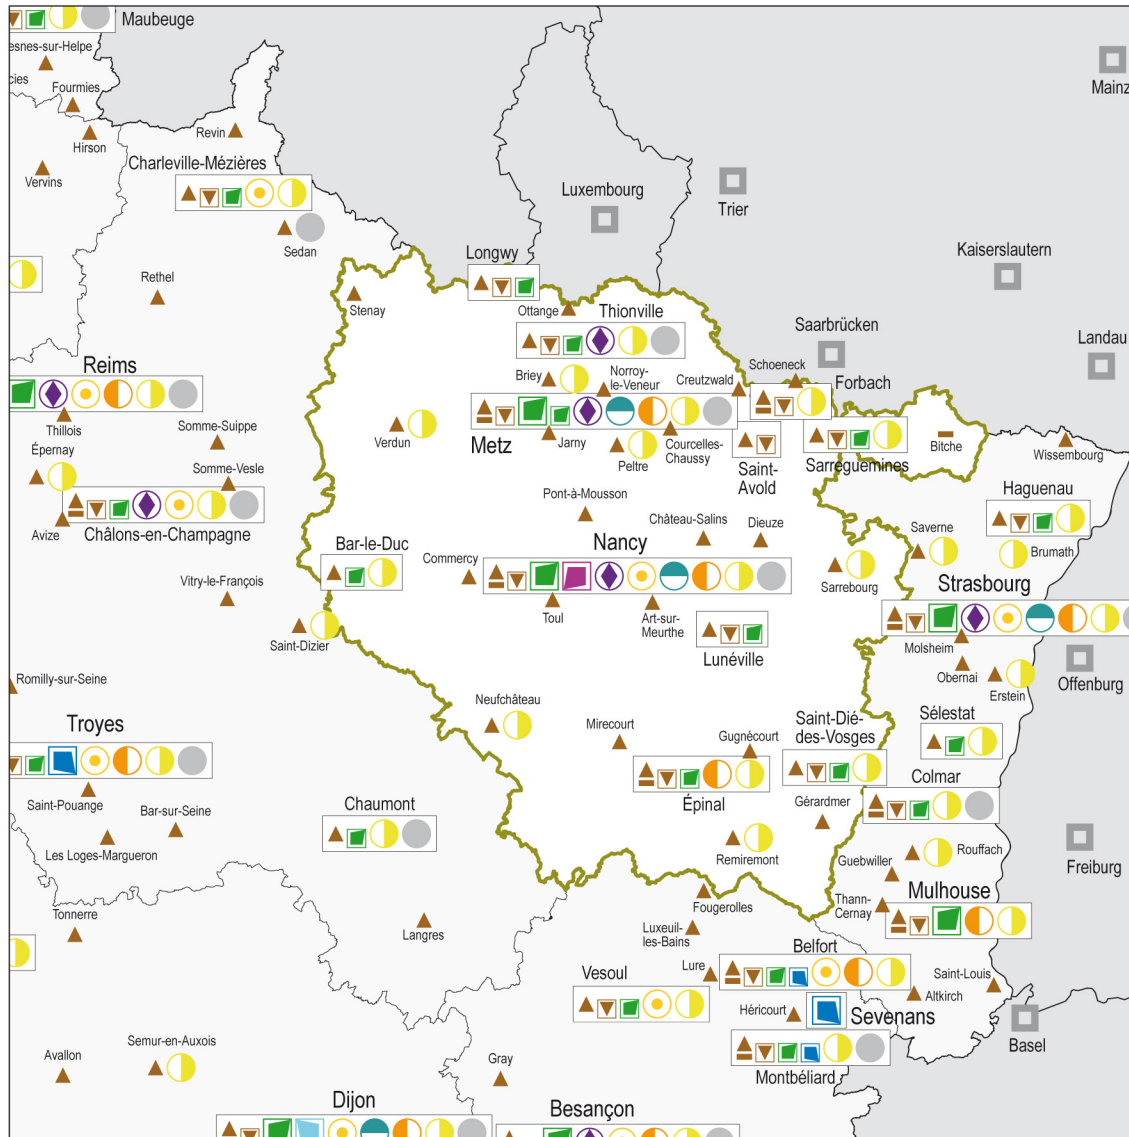 Maubeuge
esnes-sur-Helpe
cies
Fourmies
Hirson
Vervins
Revin
Charleville-Mézières
Sedan
Rethel
Luxembourg
Trier
Mainz
Kaiserslautern
Landau
Saarbrücken
Longwy
Stenay
Ottange
Thionville
Briey
Norroy-
le-Veneur
Creutzwald
Schoeneck
Forbach
Reims
Thillois
Somme-Suippe
Épernay
Somme-Vesle
Avize
Châlons-en-Champagne
Verdun
Metz
Jarny
Peltre
Courcelles-
Chaussy
Saint-
Avold
Sarreguemines
Bitche
Wissembourg
Haguenau
Pont-à-Mousson
Château-Salins
Dieuze
Saverne
Brumath
Bar-le-Duc
Commercy
Nancy
Sarrebourg
Strasbourg
Vitry-le-François
Toul
Art-sur-
Meurthe
Molsheim
Saint-Dizier
Lunéville
Obernai
Erstein
Offenburg
Romilly-sur-Seine
Neufchâteau
Mirecourt
Gugnécourt
Saint-Dié-
des-Vosges
Sélestat
Troyes
Saint-Pouange
Bar-sur-Seine
Les Loges-Margueron
Chaumont
Épinal
Gérardmer
Colmar
Remiremont
Guebwiller
Rouffach
Freiburg
Thann-
Cernay
Mulhouse
Tonnerre
Langres
Fougerolles
Luxeuil-
les-Bains
Belfort
Vesoul
Lure
Saint-Louis
Altkirch
Héricourt
Sevenans
Basel
Avallon
Semur-en-Auxois
Gray
Montbéliard
Dijon
Besançon